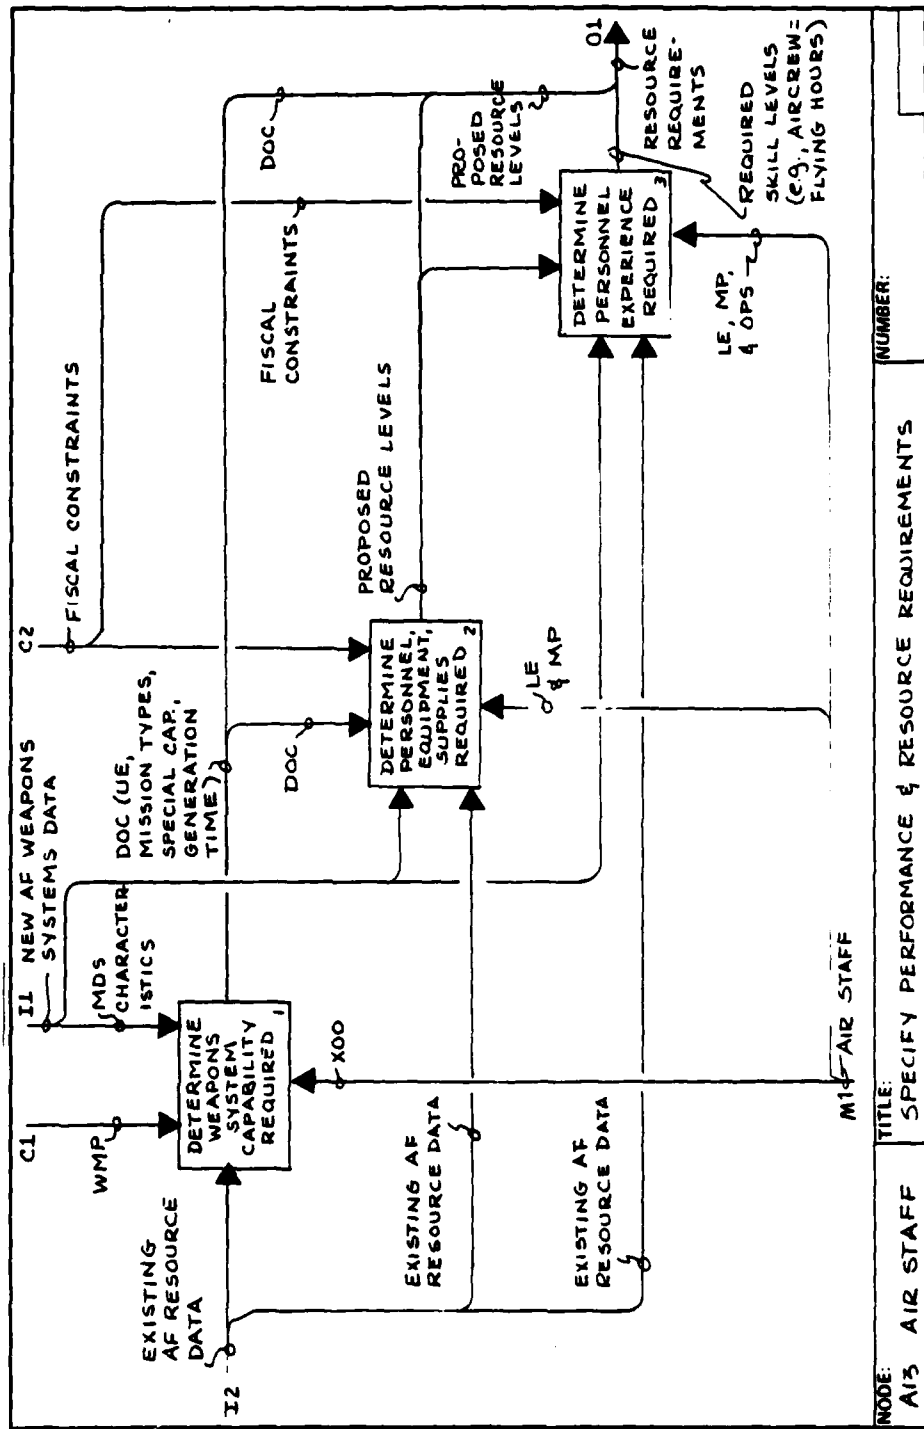 C1
I1 NEW AF WEAPONS
SYSTEMS DATA
C2
FISCAL CONSTRAINTS
WMP
MDS
CHARACTER
ISTICS
DOC (UE,
MISSION TYPES,
SPECIAL CAP.,
GENERATION
TIME)
DOC
EXISTING
AF RESOURCE
DATA
I2
DETERMINE
WEAPONS
SYSTEM
CAPABILITY
REQUIRED 1
XOO
DOC
FISCAL
CONSTRAINTS
PROPOSED
RESOURCE LEVELS
PRO-
POSED
RESOURCE
LEVELS
DETERMINE
PERSONNEL,
EQUIPMENT,
SUPPLIES
REQUIRED 2
LE
& MP
EXISTING AF
RESOURCE DATA
EXISTING AF
RESOURCE DATA
DETERMINE
PERSONNEL
EXPERIENCE
REQUIRED 3
O1
RESOURCE
REQUIRE-
MENTS
LE, MP,
& OPS
REQUIRED
SKILL LEVELS
(e.g., AIRCREW=
FLYING HOURS)
M1 AIR STAFF
NODE:
A13 AIR STAFF
TITLE:
SPECIFY PERFORMANCE & RESOURCE REQUIREMENTS
NUMBER: